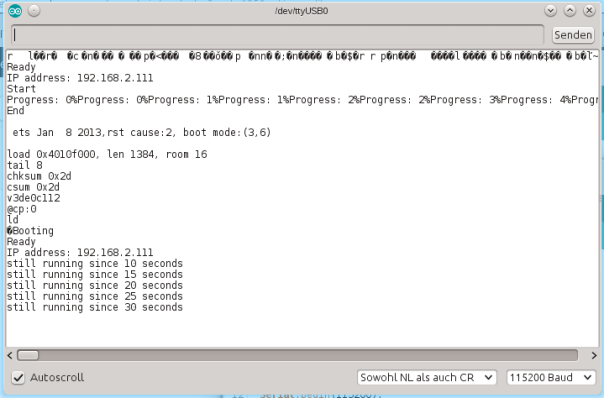 /dev/ttyUSB0
Senden
Ready
IP address: 192.168.2.111
Start
Progress: 0%Progress: 0%Progress: 1%Progress: 1%Progress: 2%Progress: 2%Progress: 3%Progress: 4%Progr
End
ets Jan  8 2013,rst cause:2, boot mode:(3,6)
load 0x4010f000, len 1384, room 16
tail 8
chksum 0x2d
csum 0x2d
v3de0c112
@cp:0
ld
�Booting
Ready
IP address: 192.168.2.111
still running since 10 seconds
still running since 15 seconds
still running since 20 seconds
still running since 25 seconds
still running since 30 seconds
Autoscroll
Sowohl NL als auch CR
115200 Baud